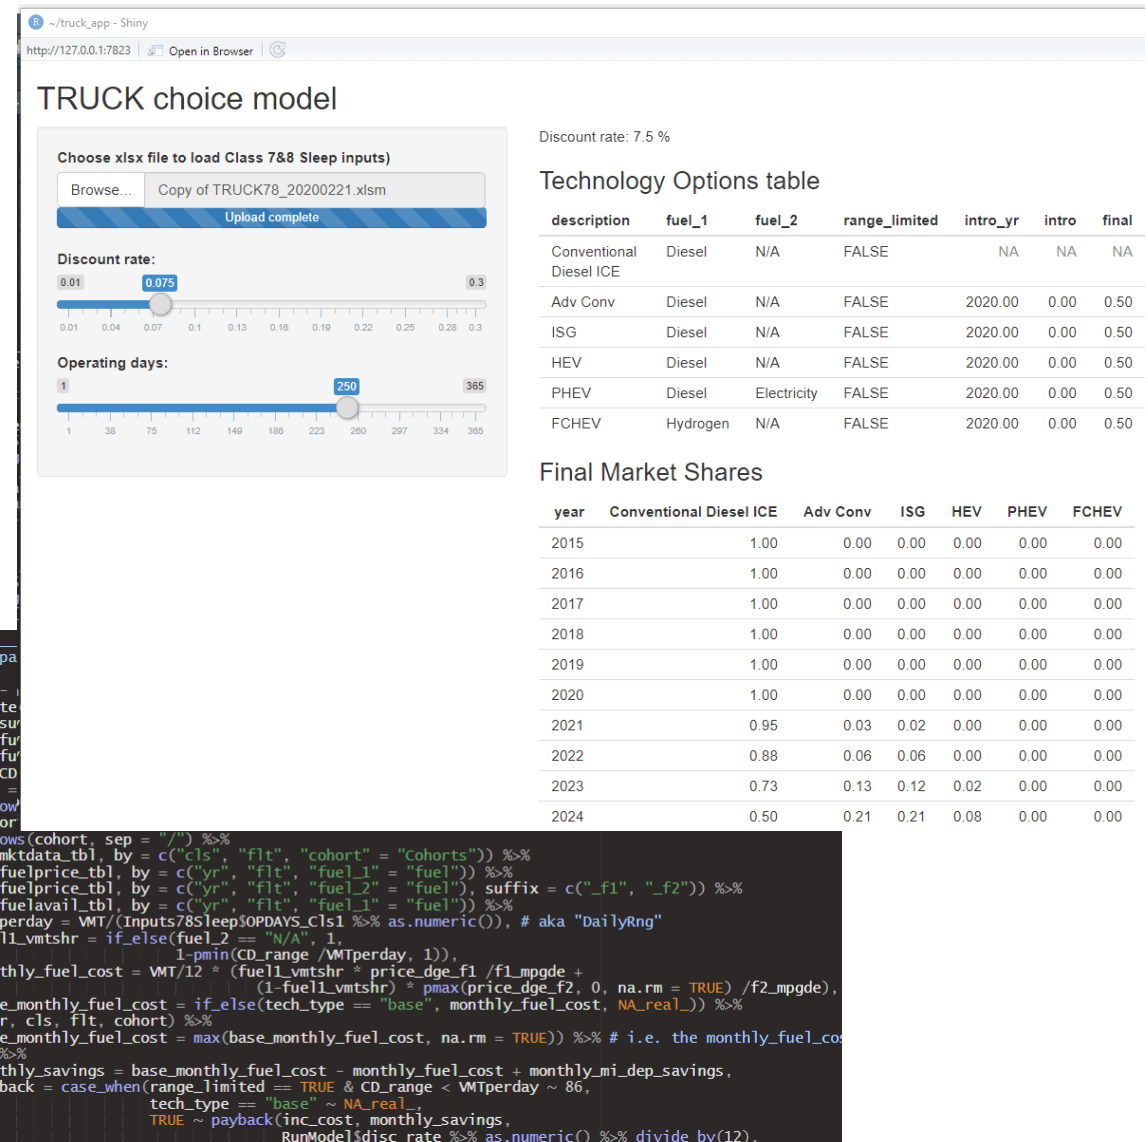 ~/truck_app - Shiny
http://127.0.0.1:7823 Open in Browser
TRUCK choice model
Choose xlsx file to load Class 7&8 Sleep inputs)
Browse... Copy of TRUCK78_20200221.xlsm
Upload complete
Discount rate:
0.01 0.075 0.3
0.01 0.04 0.07 0.1 0.13 0.16 0.19 0.22 0.25 0.28 0.3
Operating days:
1 250 365
1 38 75 112 149 186 223 260 297 334 365
Discount rate: 7.5 %
Technology Options table
description fuel_1 fuel_2 range_limited intro_yr intro final
Conventional Diesel N/A FALSE NA NA NA
Diesel ICE
Adv Conv Diesel N/A FALSE 2020.00 0.00 0.50
ISG Diesel N/A FALSE 2020.00 0.00 0.50
HEV Diesel N/A FALSE 2020.00 0.00 0.50
PHEV Diesel Electricity FALSE 2020.00 0.00 0.50
FCHEV Hydrogen N/A FALSE 2020.00 0.00 0.50
Final Market Shares
year Conventional Diesel ICE Adv Conv ISG HEV PHEV FCHEV
2015 1.00 0.00 0.00 0.00 0.00 0.00
2016 1.00 0.00 0.00 0.00 0.00 0.00
2017 1.00 0.00 0.00 0.00 0.00 0.00
2018 1.00 0.00 0.00 0.00 0.00 0.00
2019 1.00 0.00 0.00 0.00 0.00 0.00
2020 1.00 0.00 0.00 0.00 0.00 0.00
2021 0.95 0.03 0.02 0.00 0.00 0.00
2022 0.88 0.06 0.06 0.00 0.00 0.00
2023 0.73 0.13 0.12 0.02 0.00 0.00
2024 0.50 0.21 0.21 0.08 0.00 0.00
ows(cohort, sep = "/") %>%
mktdata_tbl, by = c("cls", "flt", "cohort" = "Cohorts")) %>%
fuelprice_tbl, by = c("yr", "flt", "fuel_1" = "fuel")) %>%
fuelprice_tbl, by = c("yr", "flt", "fuel_2" = "fuel"), suffix = c("_f1", "_f2")) %>%
fuelavail_tbl, by = c("yr", "flt", "fuel_1" = "fuel")) %>%
perday = VMT/(Inputs78Sleep$OPDAYS_Cls1 %>% as.numeric()), # aka "DailyRng"
l1_vmtshr = if_else(fuel_2 == "N/A", 1,
1-pmin(CD_range /VMTperday, 1)),
thly_fuel_cost = VMT/12 * (fuel1_vmtshr * price_dge_f1 /f1_mpgde +
(1-fuel1_vmtshr) * pmax(price_dge_f2, 0, na.rm = TRUE) /f2_mpgde),
e_monthly_fuel_cost = if_else(tech_type == "base", monthly_fuel_cost, NA_real_)) %>%
r, cls, flt, cohort) %>%
e_monthly_fuel_cost = max(base_monthly_fuel_cost, na.rm = TRUE)) %>% # i.e. the monthly_fuel_cos
%>%
thly_savings = base_monthly_fuel_cost - monthly_fuel_cost + monthly_mi_dep_savings,
back = case_when(range_limited == TRUE & CD_range < VMTperday ~ 86,
tech_type == "base" ~ NA_real_,
TRUE ~ payback(inc_cost, monthly_savings,
RunModel$disc_rate %>% as.numeric() %>% divide_by(12),